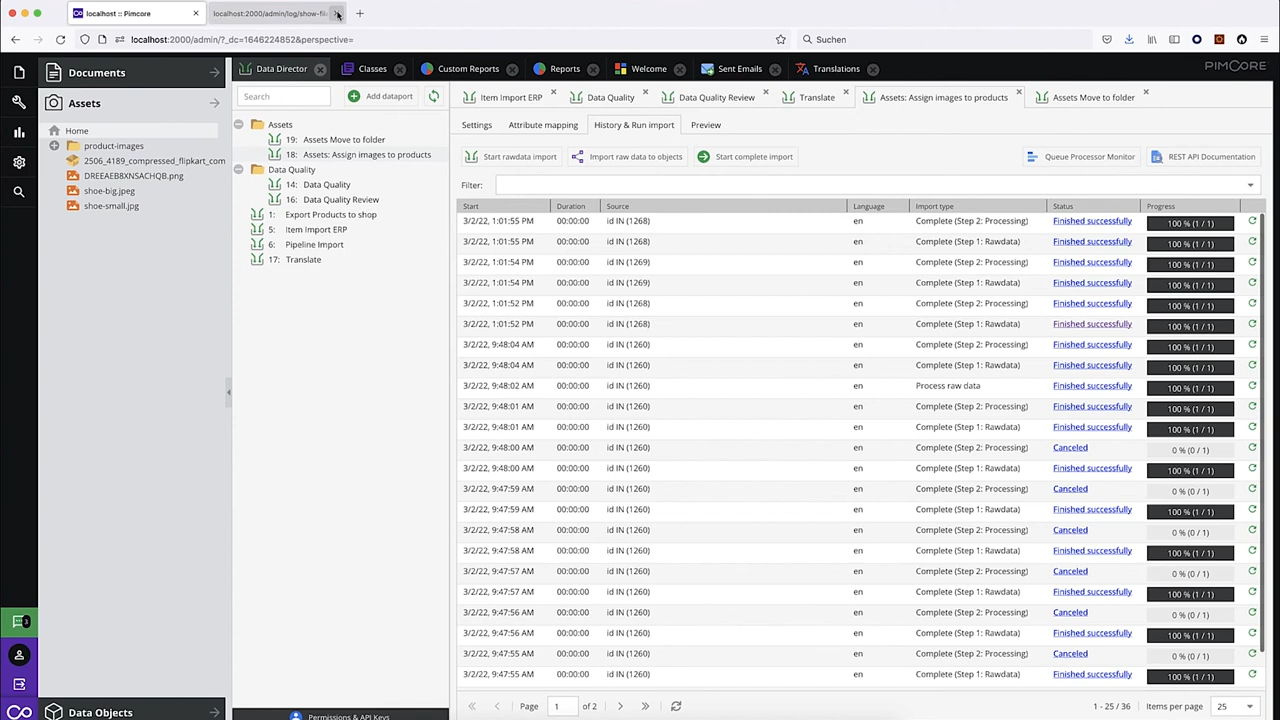 localhost :: Pimcore
localhost:2000/admin/log/show-fil
localhost:2000/admin/?_dc=1646224852&perspective=
Suchen
Documents
Assets
Home
product-images
2506_4189_compressed_flipkart_com
DREEAEB8XNSACHQB.png
shoe-big.jpeg
shoe-small.jpg
Data Objects
Data Director
Classes
Custom Reports
Reports
Welcome
Sent Emails
Translations
PIMCORE
Search
Add dataport
Assets
19: Assets Move to folder
18: Assets: Assign images to products
Data Quality
14: Data Quality
16: Data Quality Review
1: Export Products to shop
5: Item Import ERP
6: Pipeline Import
17: Translate
Permissions & API Keys
Item Import ERP
Data Quality
Data Quality Review
Translate
Assets: Assign images to products
Assets Move to folder
Settings
Attribute mapping
History & Run import
Preview
Start rawdata import
Import raw data to objects
Start complete import
Queue Processor Monitor
REST API Documentation
Filter:
Start Duration Source Language Import type Status Progress
3/2/22, 1:01:55 PM 00:00:00 id IN (1268) en Complete (Step 2: Processing) Finished successfully 100 % (1 / 1)
3/2/22, 1:01:55 PM 00:00:00 id IN (1268) en Complete (Step 1: Rawdata) Finished successfully 100 % (1 / 1)
3/2/22, 1:01:54 PM 00:00:00 id IN (1269) en Complete (Step 2: Processing) Finished successfully 100 % (1 / 1)
3/2/22, 1:01:54 PM 00:00:00 id IN (1269) en Complete (Step 1: Rawdata) Finished successfully 100 % (1 / 1)
3/2/22, 1:01:52 PM 00:00:00 id IN (1268) en Complete (Step 2: Processing) Finished successfully 100 % (1 / 1)
3/2/22, 1:01:52 PM 00:00:00 id IN (1268) en Complete (Step 1: Rawdata) Finished successfully 100 % (1 / 1)
3/2/22, 9:48:04 AM 00:00:00 id IN (1260) en Complete (Step 2: Processing) Finished successfully 100 % (1 / 1)
3/2/22, 9:48:04 AM 00:00:00 id IN (1260) en Complete (Step 1: Rawdata) Finished successfully 100 % (1 / 1)
3/2/22, 9:48:02 AM 00:00:00 id IN (1260) en Process raw data Finished successfully 100 % (1 / 1)
3/2/22, 9:48:01 AM 00:00:00 id IN (1260) en Complete (Step 2: Processing) Finished successfully 100 % (1 / 1)
3/2/22, 9:48:01 AM 00:00:00 id IN (1260) en Complete (Step 1: Rawdata) Finished successfully 100 % (1 / 1)
3/2/22, 9:48:00 AM 00:00:00 id IN (1260) en Complete (Step 2: Processing) Canceled 0 % (0 / 1)
3/2/22, 9:48:00 AM 00:00:00 id IN (1260) en Complete (Step 1: Rawdata) Finished successfully 100 % (1 / 1)
3/2/22, 9:47:59 AM 00:00:00 id IN (1260) en Complete (Step 2: Processing) Canceled 0 % (0 / 1)
3/2/22, 9:47:59 AM 00:00:00 id IN (1260) en Complete (Step 1: Rawdata) Finished successfully 100 % (1 / 1)
3/2/22, 9:47:58 AM 00:00:00 id IN (1260) en Complete (Step 2: Processing) Canceled 0 % (0 / 1)
3/2/22, 9:47:58 AM 00:00:00 id IN (1260) en Complete (Step 1: Rawdata) Finished successfully 100 % (1 / 1)
3/2/22, 9:47:57 AM 00:00:00 id IN (1260) en Complete (Step 2: Processing) Canceled 0 % (0 / 1)
3/2/22, 9:47:57 AM 00:00:00 id IN (1260) en Complete (Step 1: Rawdata) Finished successfully 100 % (1 / 1)
3/2/22, 9:47:56 AM 00:00:00 id IN (1260) en Complete (Step 2: Processing) Canceled 0 % (0 / 1)
3/2/22, 9:47:56 AM 00:00:00 id IN (1260) en Complete (Step 1: Rawdata) Finished successfully 100 % (1 / 1)
3/2/22, 9:47:55 AM 00:00:00 id IN (1260) en Complete (Step 2: Processing) Canceled 0 % (0 / 1)
3/2/22, 9:47:55 AM 00:00:00 id IN (1260) en Complete (Step 1: Rawdata) Finished successfully 100 % (1 / 1)
Page 1 of 2
1 - 25 / 36 Items per page 25